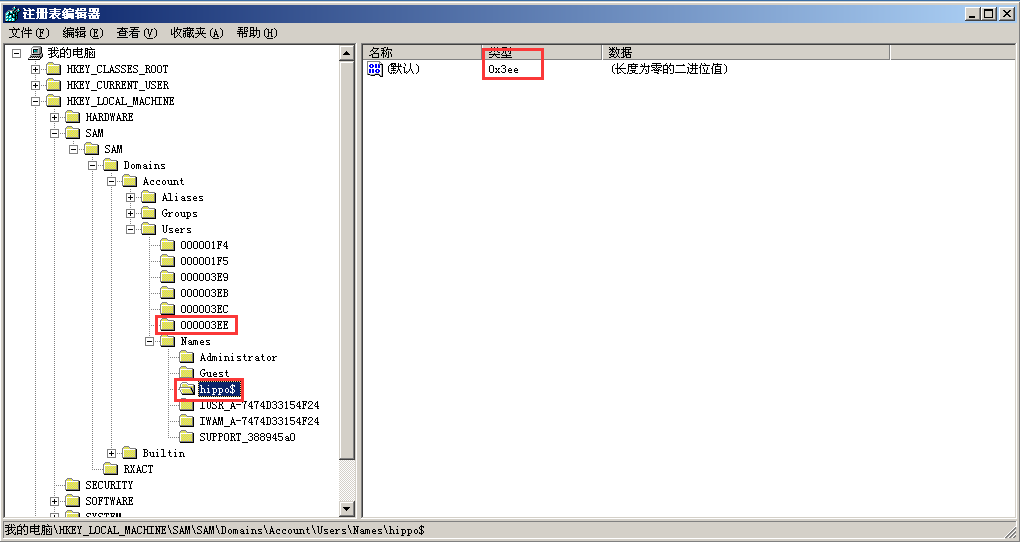 注册表编辑器
文件(F) 编辑(E) 查看(V) 收藏夹(A) 帮助(H)
我的电脑
HKEY_CLASSES_ROOT
HKEY_CURRENT_USER
HKEY_LOCAL_MACHINE
HARDWARE
SAM
SAM
Domains
Account
Aliases
Groups
Users
000001F4
000001F5
000003E9
000003EB
000003EC
000003EE
Names
Administrator
Guest
hippo$
IUSR_A-7474D33154F24
IWAM_A-7474D33154F24
SUPPORT_388945a0
Builtin
RXACT
SECURITY
SOFTWARE
SYSTEM
名称 类型 数据
(默认) 0x3ee (长度为零的二进位值)
我的电脑\HKEY_LOCAL_MACHINE\SAM\SAM\Domains\Account\Users\Names\hippo$